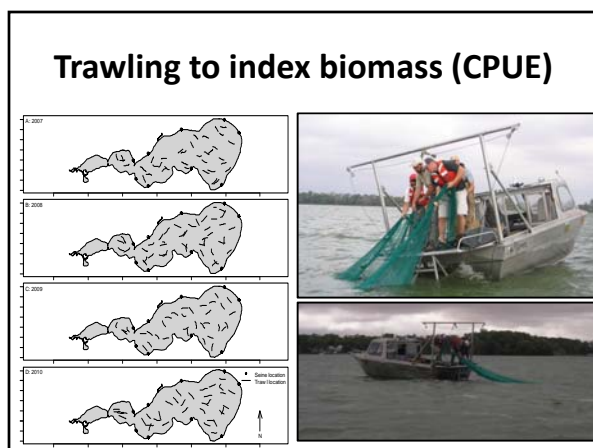 Trawling to index biomass (CPUE)
A: 2007
B: 2008
C: 2009
D: 2010
Seine location
Trawl location
N